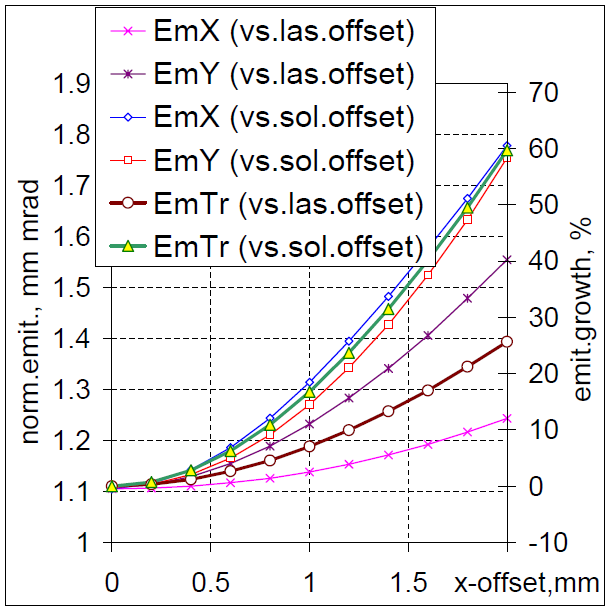 EmX (vs.las.offset)
EmY (vs.las.offset)
EmX (vs.sol.offset)
EmY (vs.sol.offset)
EmTr (vs.las.offset)
EmTr (vs.sol.offset)
norm.emit., mm mrad
1.9
1.8
1.7
1.6
1.5
1.4
1.3
1.2
1.1
1
70
60
50
40
30
20
10
0
-10
emit.growth, %
0 0.5 1 1.5 x-offset,mm